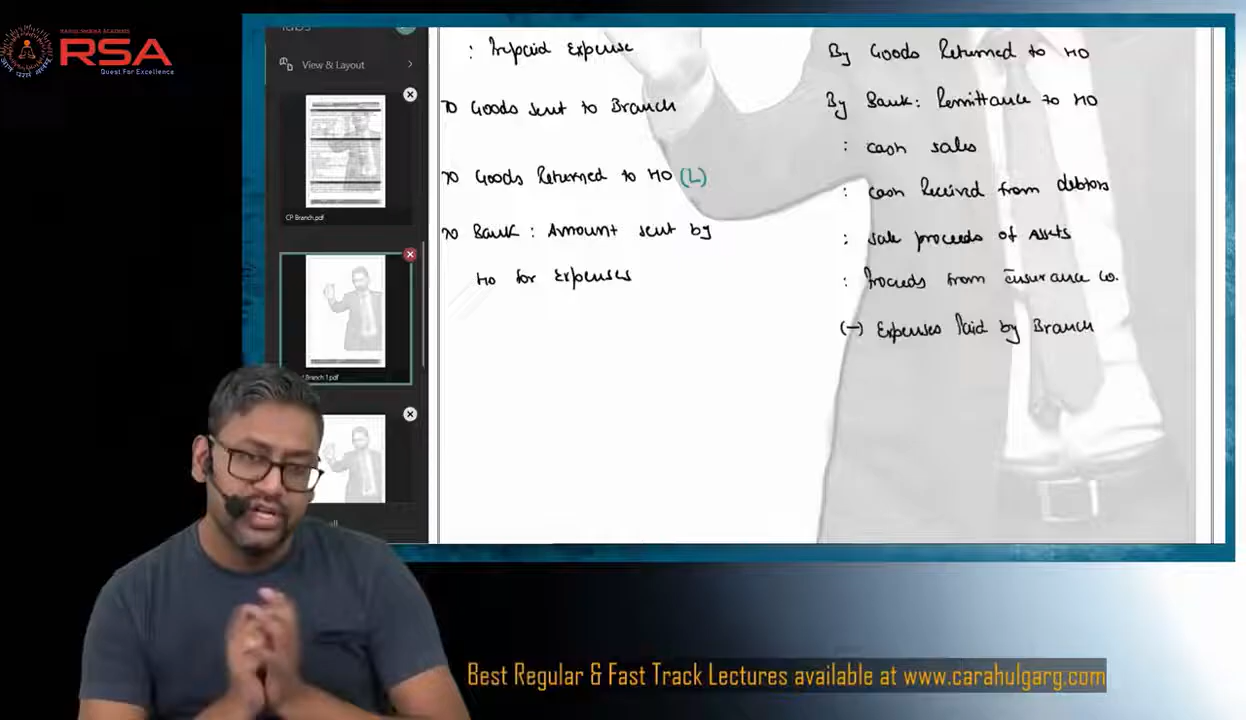 RSA
Quest For Excellence
View & Layout
CP Branch.pdf
Branch 1.pdf
: Prepaid Expense
To Goods sent to Branch
To Goods Returned to HO (L)
To Bank : Amount sent by
HO for Expenses
By Goods Returned to HO
By Bank : Remittance to HO
: cash sales
: cash Received from debtors
: sale proceeds of Assets
: Proceeds from insurance co.
(-) Expenses Paid by Branch
Best Regular & Fast Track Lectures available at www.carahulgarg.com